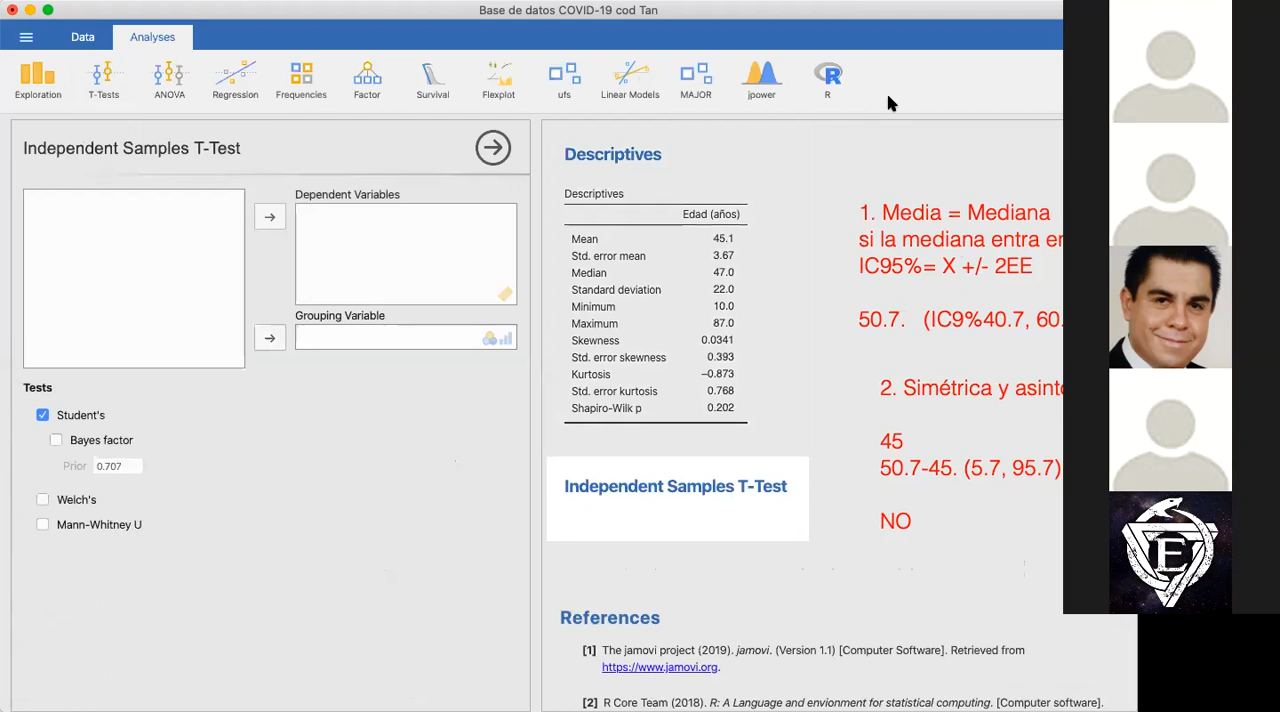 Base de datos COVID-19 cod Tan
Data
Analyses
Exploration
T-Tests
ANOVA
Regression
Frequencies
Factor
Survival
Flexplot
ufs
Linear Models
MAJOR
jpower
R
Independent Samples T-Test
Dependent Variables
Grouping Variable
Tests
Student's
Bayes factor
Prior 0.707
Welch's
Mann-Whitney U
Descriptives
Descriptives
Edad (años)
Mean 45.1
Std. error mean 3.67
Median 47.0
Standard deviation 22.0
Minimum 10.0
Maximum 87.0
Skewness 0.0341
Std. error skewness 0.393
Kurtosis −0.873
Std. error kurtosis 0.768
Shapiro-Wilk p 0.202
1. Media = Mediana
si la mediana entra
IC95%= X +/- 2EE
50.7. (IC9%40.7, 60.
2. Simétrica y
45
50.7-45. (5.7, 95.7)
NO
Independent Samples T-Test
References
[1] The jamovi project (2019). jamovi. (Version 1.1) [Computer Software]. Retrieved from
https://www.jamovi.org.
[2] R Core Team (2018). R: A Language and envionment for statistical computing. [Computer software].
E